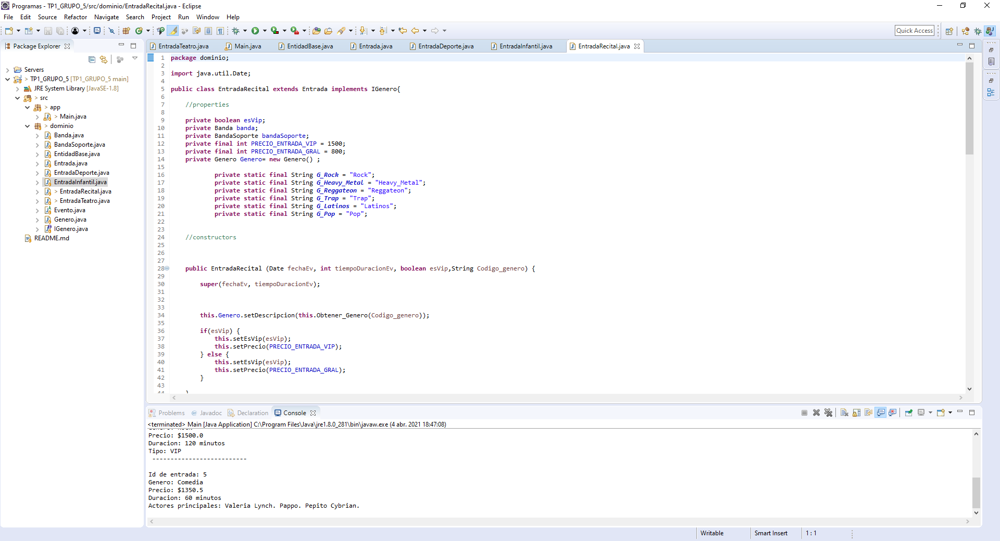 Programas - TP1_GRUPO_5/src/dominio/EntradaRecital.java - Eclipse
File Edit Source Refactor Navigate Search Project Run Window Help
Quick Access
Package Explorer
Servers
> TP1_GRUPO_5 [TP1_GRUPO_5 main]
JRE System Library [JavaSE-1.8]
> src
> app
> Main.java
> dominio
Banda.java
BandaSoporte.java
EntidadBase.java
Entrada.java
EntradaDeporte.java
EntradaInfantil.java
> EntradaRecital.java
> EntradaTeatro.java
Evento.java
Genero.java
IGenero.java
README.md
EntradaTeatro.java Main.java EntidadBase.java Entrada.java EntradaDeporte.java EntradaInfantil.java EntradaRecital.java
1 package dominio;
2
3 import java.util.Date;
4
5 public class EntradaRecital extends Entrada implements IGenero{
6
7 //properties
8
9 private boolean esVip;
10 private Banda banda;
11 private BandaSoporte bandaSoporte;
12 private final int PRECIO_ENTRADA_VIP = 1500;
13 private final int PRECIO_ENTRADA_GRAL = 800;
14 private Genero Genero= new Genero() ;
15
16 private static final String G_Rock = "Rock";
17 private static final String G_Heavy_Metal = "Heavy_Metal";
18 private static final String G_Reggateon = "Reggateon";
19 private static final String G_Trap = "Trap";
20 private static final String G_Latinos = "Latinos";
21 private static final String G_Pop = "Pop";
22
23
24 //constructors
25
26
27
28 public EntradaRecital (Date fechaEv, int tiempoDuracionEv, boolean esVip,String Codigo_genero) {
29
30 super(fechaEv, tiempoDuracionEv);
31
32
33
34 this.Genero.setDescripcion(this.Obtener_Genero(Codigo_genero));
35
36 if(esVip) {
37 this.setEsVip(esVip);
38 this.setPrecio(PRECIO_ENTRADA_VIP);
39 } else {
40 this.setEsVip(esVip);
41 this.setPrecio(PRECIO_ENTRADA_GRAL);
42 }
43
44 }
Problems @ Javadoc Declaration Console
<terminated> Main [Java Application] C:\Program Files\Java\jre1.8.0_281\bin\javaw.exe (4 abr. 2021 18:47:08)
Precio: $1500.0
Duracion: 120 minutos
Tipo: VIP
--------------------------
Id de entrada: 5
Genero: Comedia
Precio: $1350.5
Duracion: 60 minutos
Actores principales: Valeria Lynch. Pappo. Pepito Cybrian.
Writable Smart Insert 1 : 1